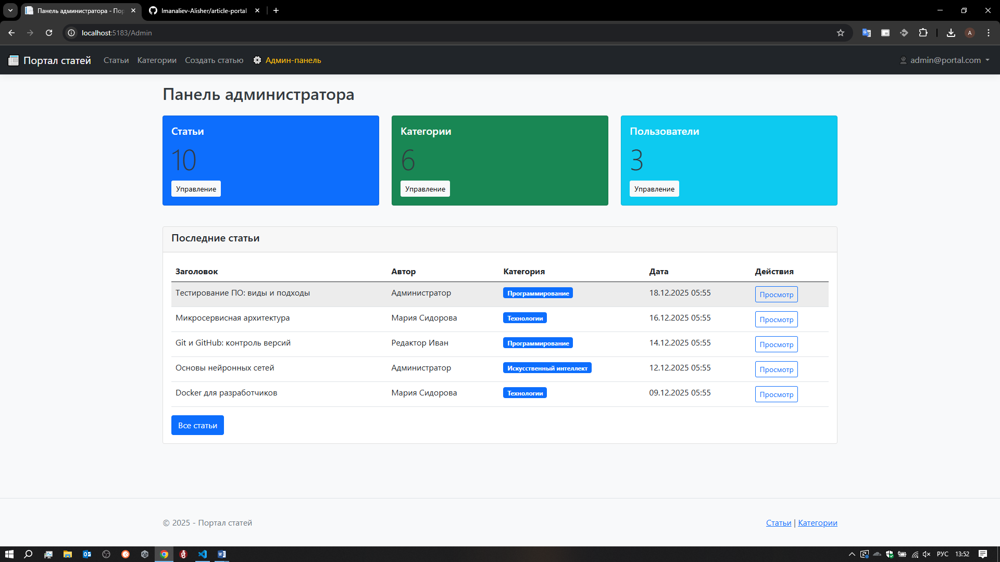 Панель администратора - Пор
Imanaliev-Alisher/article-portal
localhost:5183/Admin
A
Портал статей Статьи Категории Создать статью Админ-панель admin@portal.com
Панель администратора
Статьи Категории Пользователи
10 6 3
Управление Управление Управление
Последние статьи
Заголовок Автор Категория Дата Действия
Тестирование ПО: виды и подходы Администратор Программирование 18.12.2025 05:55 Просмотр
Микросервисная архитектура Мария Сидорова Технологии 16.12.2025 05:55 Просмотр
Git и GitHub: контроль версий Редактор Иван Программирование 14.12.2025 05:55 Просмотр
Основы нейронных сетей Администратор Искусственный интеллект 12.12.2025 05:55 Просмотр
Docker для разработчиков Мария Сидорова Технологии 09.12.2025 05:55 Просмотр
Все статьи
© 2025 - Портал статей Статьи | Категории
РУС 13:52